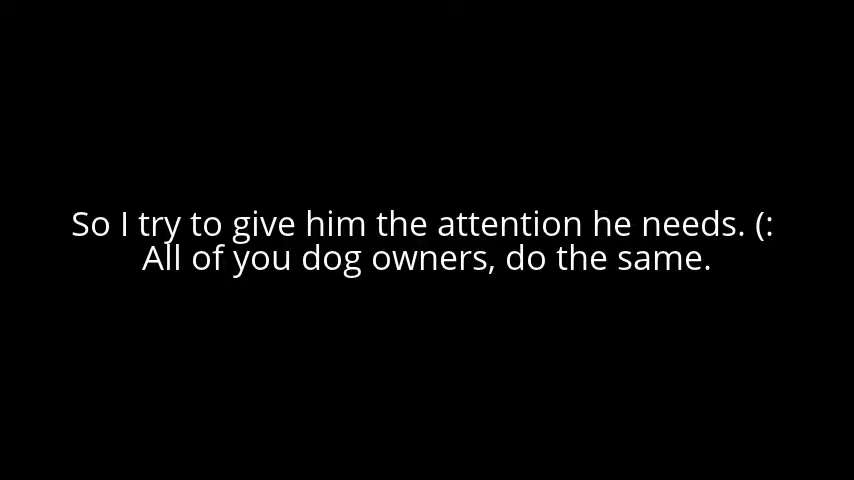 So I try to give him the attention he needs. (:
All of you dog owners, do the same.